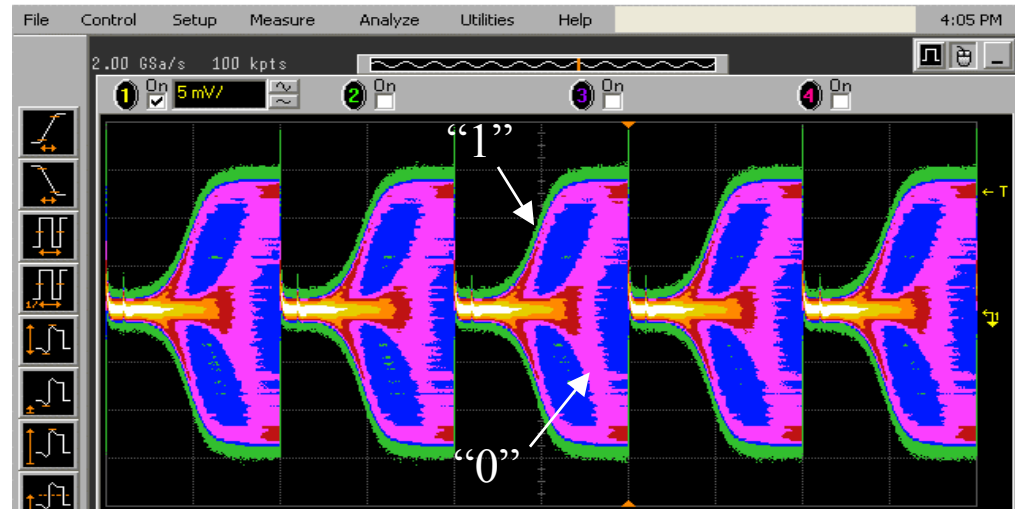 File Control Setup Measure Analyze Utilities Help 4:05 PM
2.00 GSa/s 100 kpts
1 On 5 mV/ 2 On 3 On 4 On
“1”
T
“0”